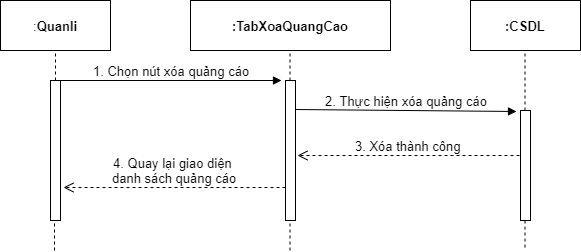 :Quanli
:TabXoaQuangCao
:CSDL
1. Chọn nút xóa quảng cáo
2. Thực hiện xóa quảng cáo
3. Xóa thành công
4. Quay lại giao diện
danh sách quảng cáo